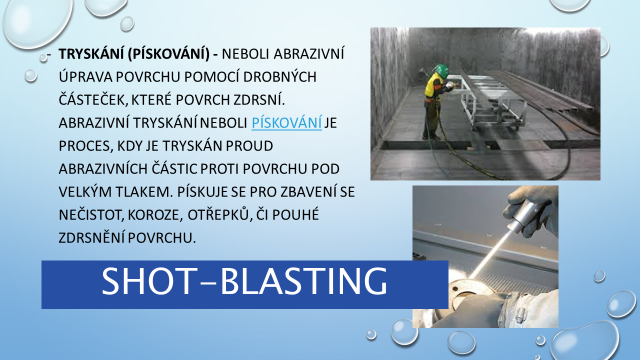 - TRYSKÁNÍ (PÍSKOVÁNÍ) - NEBOLI ABRAZIVNÍ
ÚPRAVA POVRCHU POMOCÍ DROBNÝCH
ČÁSTEČEK, KTERÉ POVRCH ZDRSNÍ.
ABRAZIVNÍ TRYSKÁNÍ NEBOLI PÍSKOVÁNÍ JE
PROCES, KDY JE TRYSKÁN PROUD
ABRAZIVNÍCH ČÁSTIC PROTI POVRCHU POD
VELKÝM TLAKEM. PÍSKUJE SE PRO ZBAVENÍ SE
NEČISTOT, KOROZE, OTŘEPKŮ, ČI POUHÉ
ZDRSNĚNÍ POVRCHU.
SHOT-BLASTING